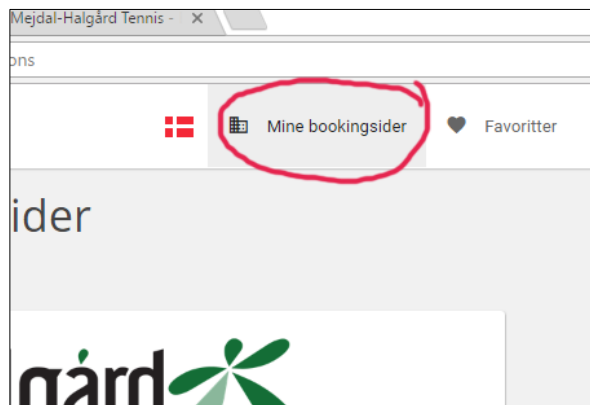 Mejdal-Halgård Tennis -
ons
Mine bookingsider
Favoritter
ider
lgård